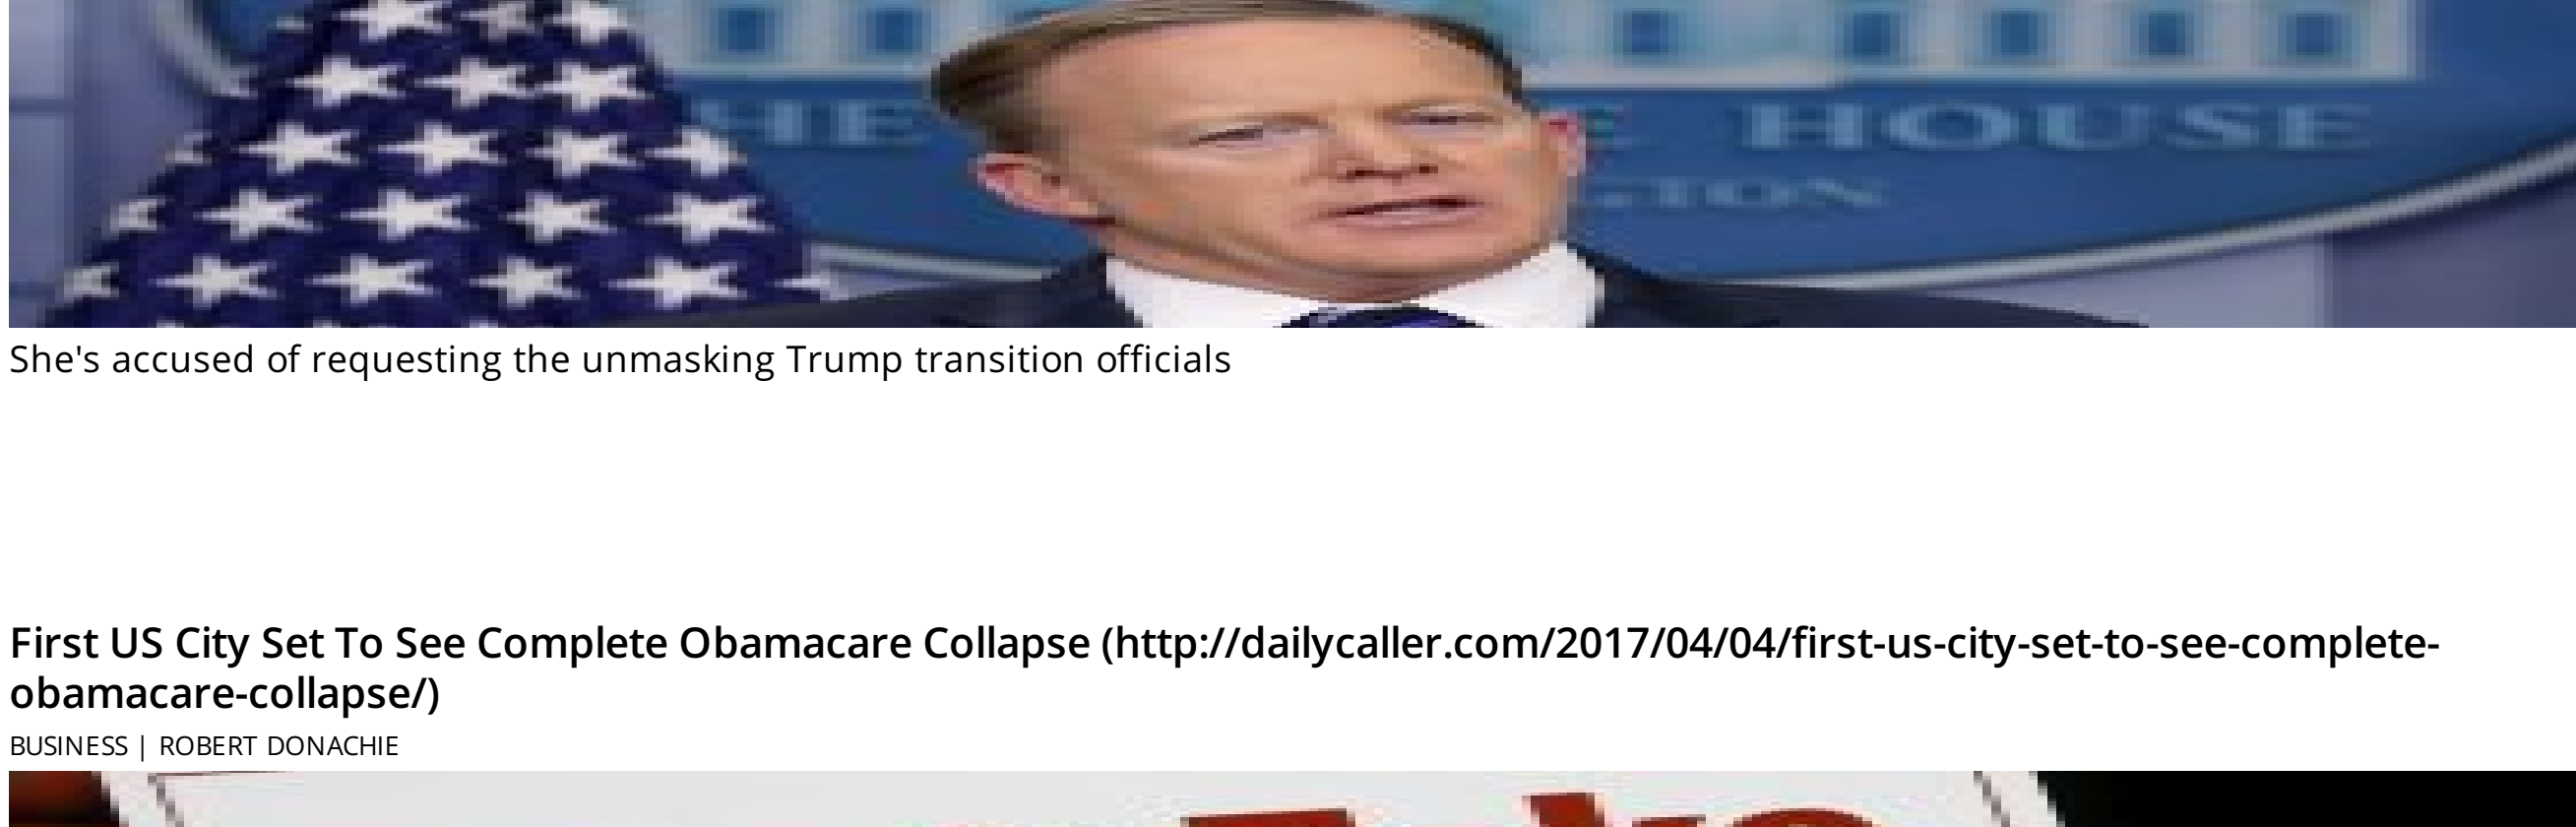 HOUSE
She's accused of requesting the unmasking Trump transition officials
First US City Set To See Complete Obamacare Collapse (http://dailycaller.com/2017/04/04/first-us-city-set-to-see-complete-
obamacare-collapse/)
BUSINESS | ROBERT DONACHIE